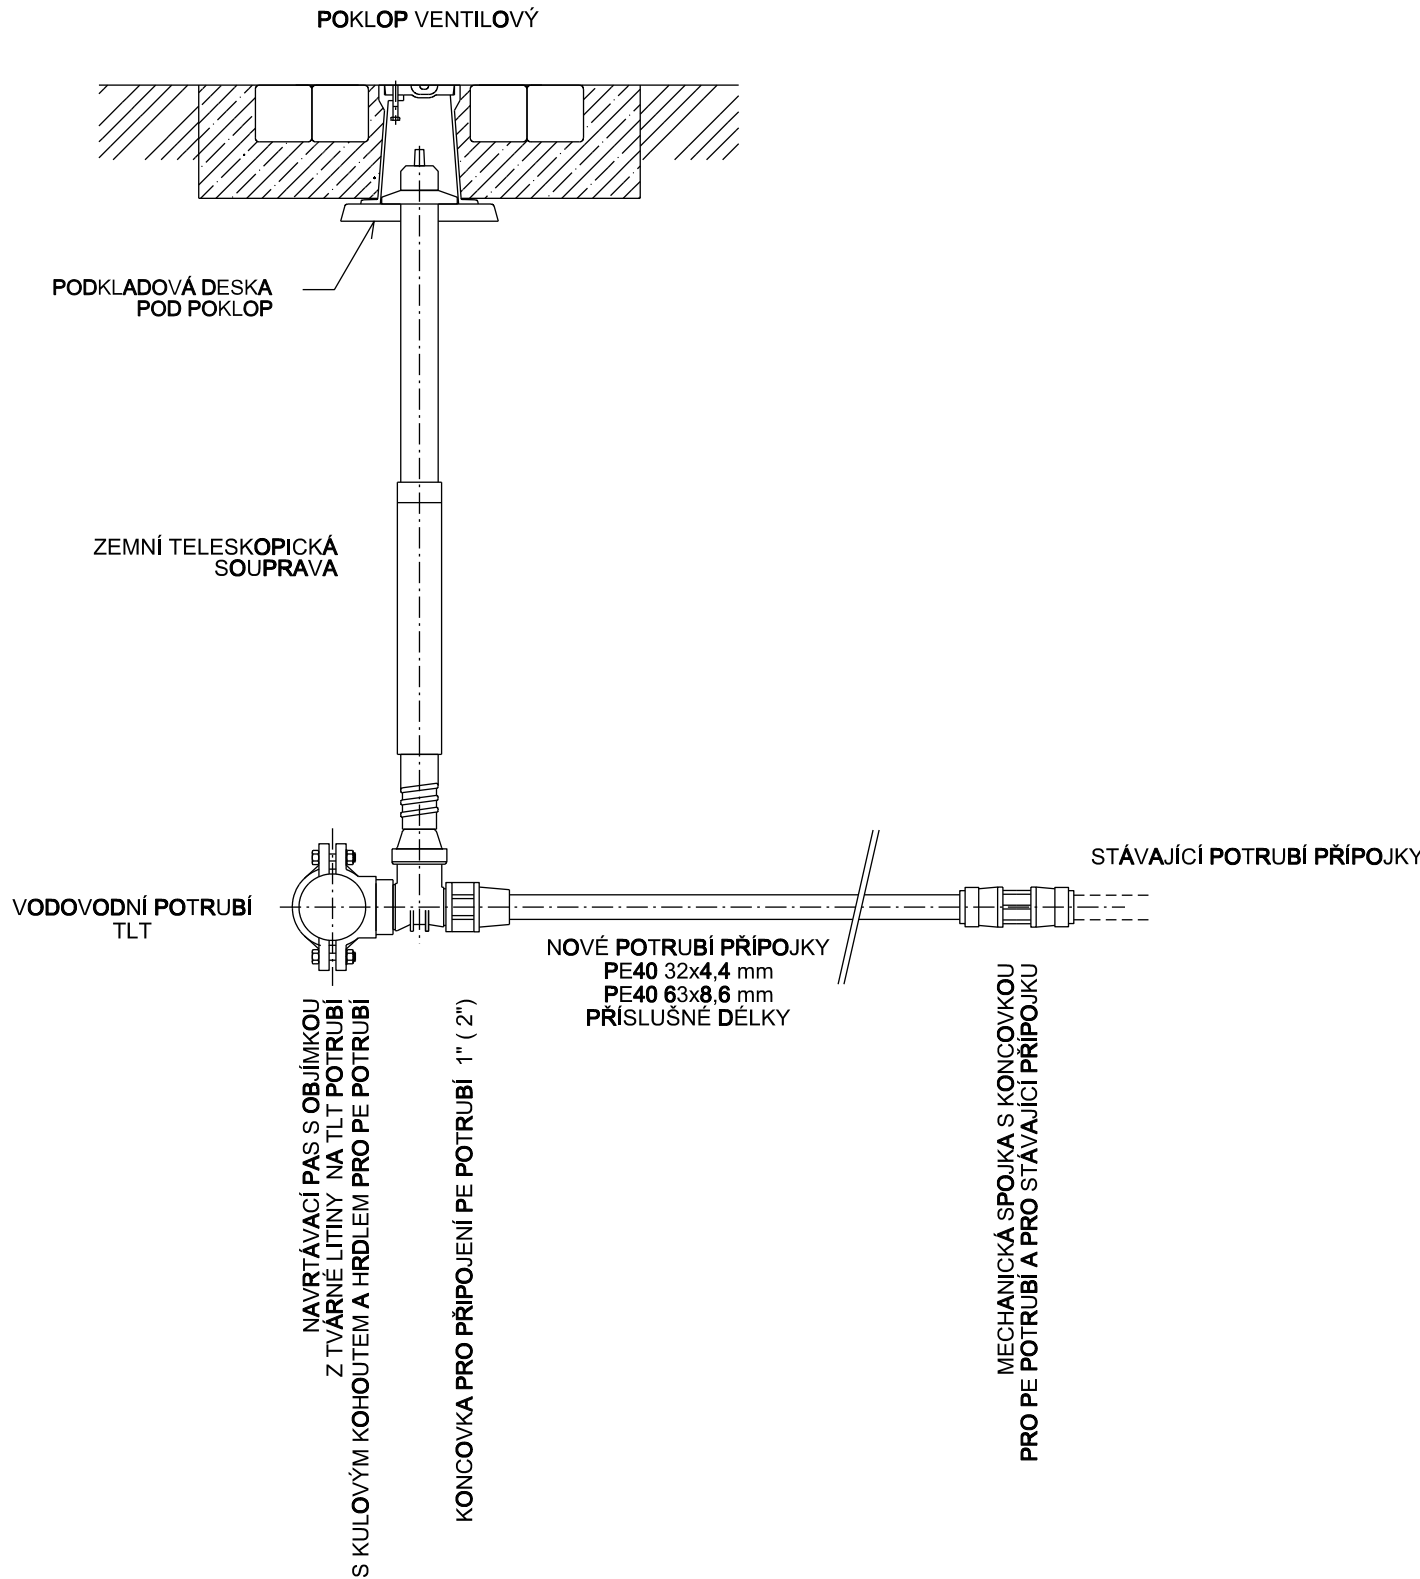 POKLOP VENTILOVÝ
PODKLADOVÁ DESKA
POD POKLOP
ZEMNÍ TELESKOPICKÁ
SOUPRAVA
STÁVAJÍCÍ POTRUBÍ PŘÍPOJKY
VODOVODNÍ POTRUBÍ
TLT
NOVÉ POTRUBÍ PŘÍPOJKY
PE40 32x4,4 mm
PE40 63x8,6 mm
PŘÍSLUŠNÉ DÉLKY
NAVRTÁVACÍ PAS S OBJÍMKOU
Z TVÁRNÉ LITINY NA TLT POTRUBÍ
S KULOVÝM KOHOUTEM A HRDLEM PRO PE POTRUBÍ
KONCOVKA PRO PŘIPOJENÍ PE POTRUBÍ 1" ( 2")
MECHANICKÁ SPOJKA S KONCOVKOU
PRO PE POTRUBÍ A PRO STÁVAJÍCÍ PŘÍPOJKU